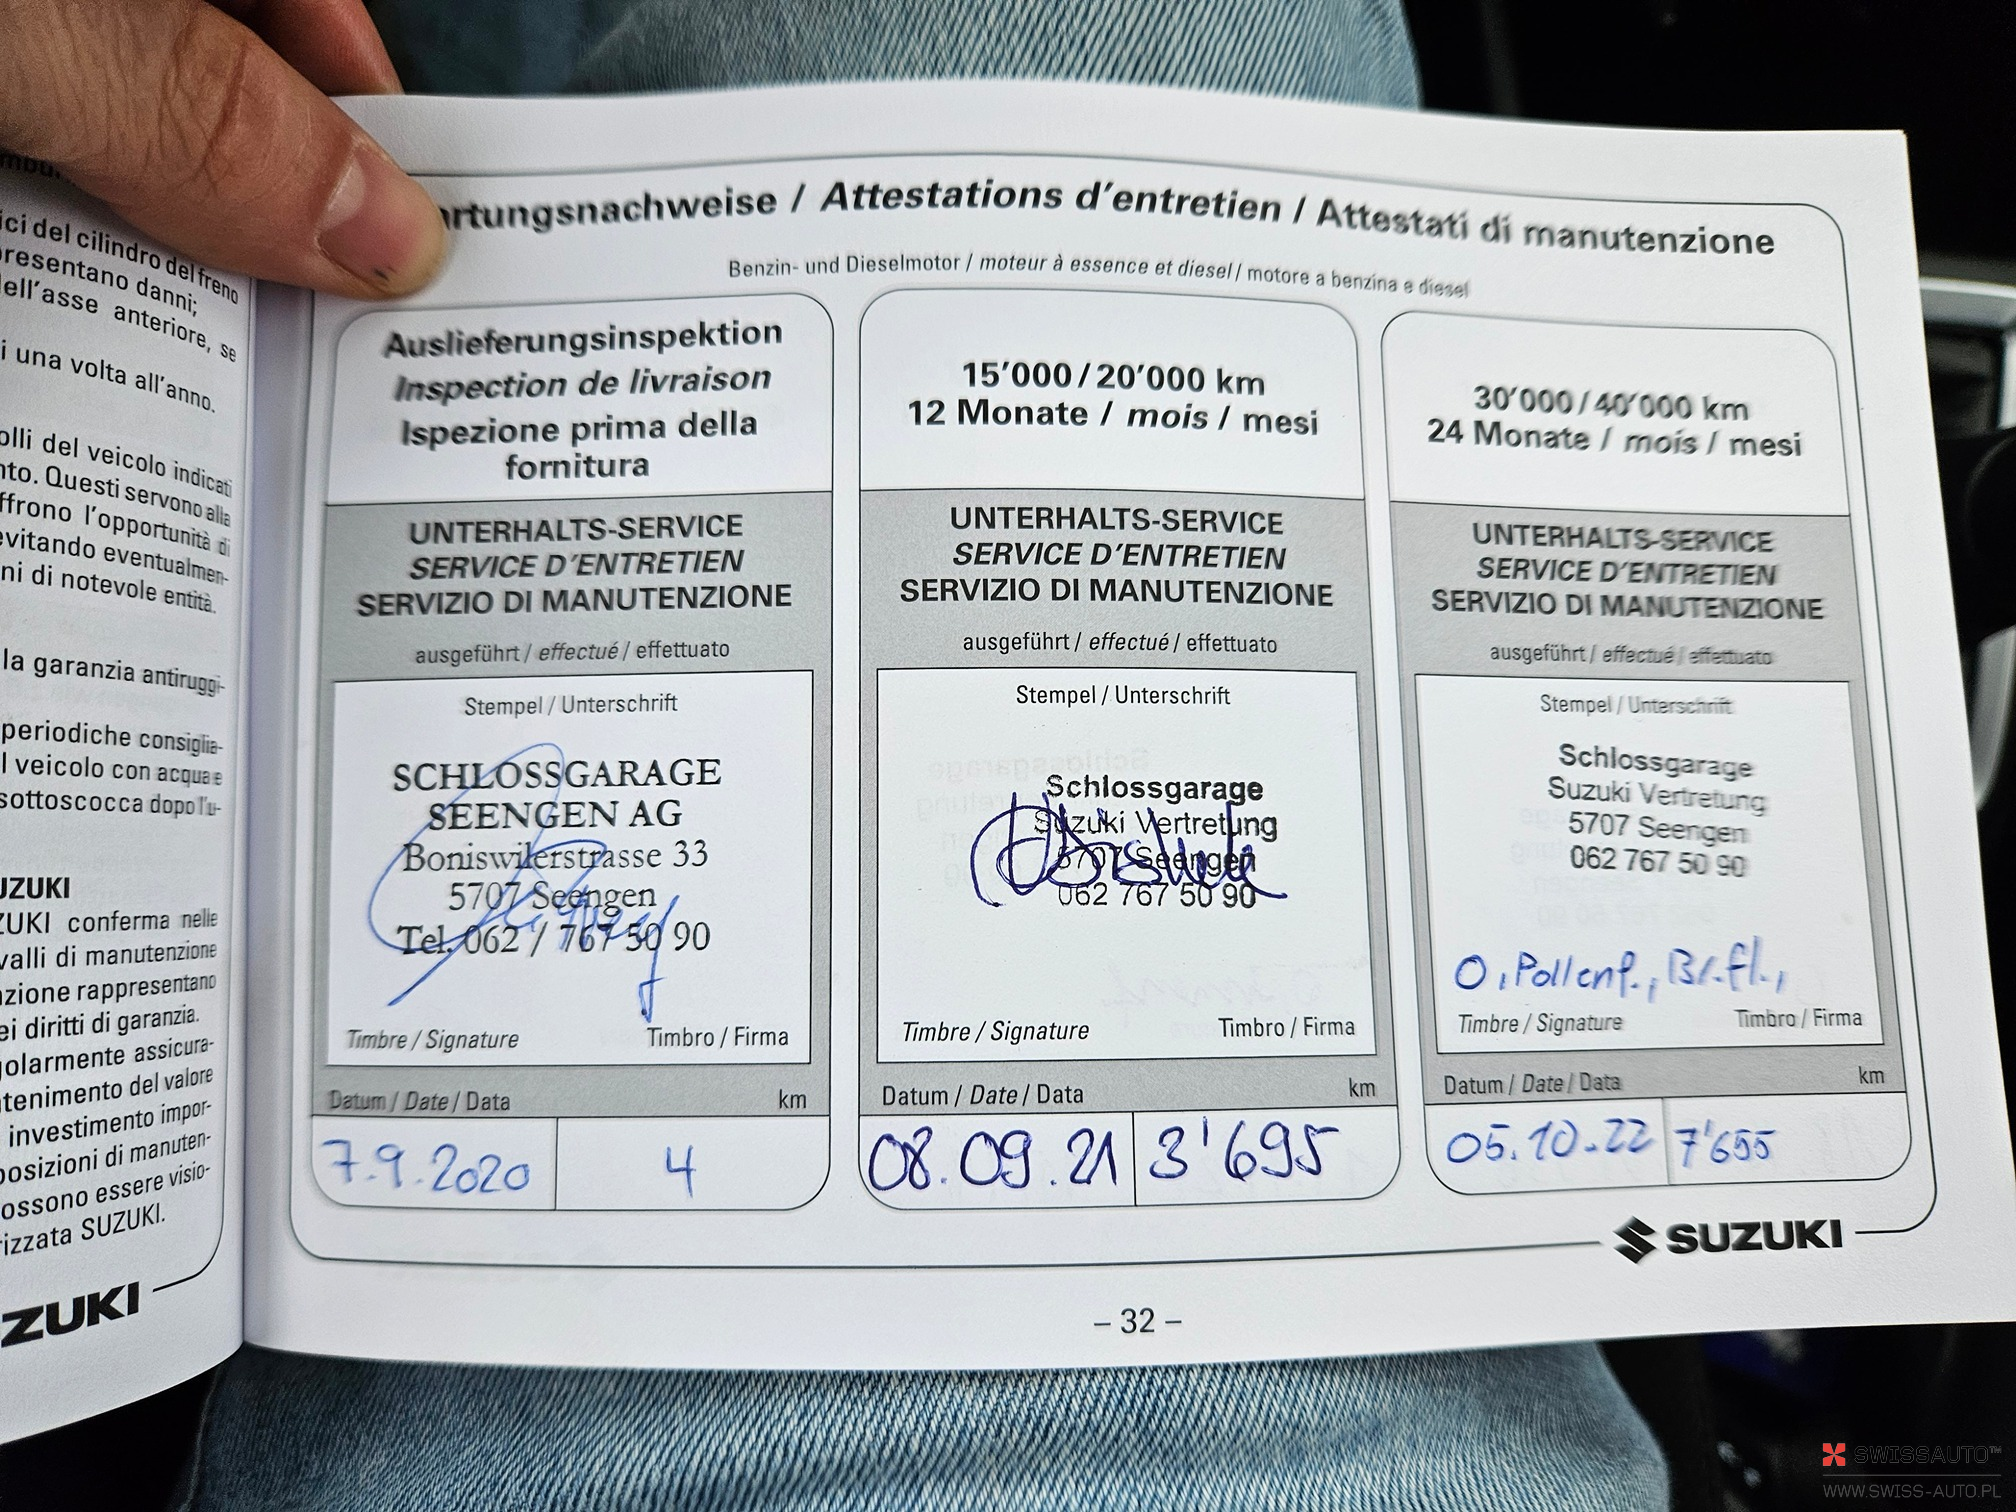 ici del cilindro del freno
presentano danni;
dell'asse anteriore, se
i una volta all'anno.
olli del veicolo indicati
nto. Questi servono alla
ffrono l'opportunità di
evitando eventualmen-
ni di notevole entità.
la garanzia antiruggi-
periodiche consiglia-
l veicolo con acqua e
sottoscocca dopo l'u-
UZUKI
ZUKI conferma nelle
valli di manutenzione
nzione rappresentano
ei diritti di garanzia.
golarmente assicura-
tenimento del valore
investimento impor-
posizioni di manuten-
ossono essere visio-
rizzata SUZUKI.
ZUKI
artungsnachweise / Attestations d'entretien / Attestati di manutenzione
Benzin- und Dieselmotor / moteur à essence et diesel / motore a benzina e diesel
Auslieferungsinspektion
Inspection de livraison
Ispezione prima della
fornitura
UNTERHALTS-SERVICE
SERVICE D'ENTRETIEN
SERVIZIO DI MANUTENZIONE
ausgeführt / effectué / effettuato
Stempel / Unterschrift
SCHLOSSGARAGE
SEENGEN AG
Boniswilerstrasse 33
5707 Seengen
Tel. 062 / 767 50 90
Timbre / Signature Timbro / Firma
Datum / Date / Data km
7.9.2020 4
15'000 / 20'000 km
12 Monate / mois / mesi
UNTERHALTS-SERVICE
SERVICE D'ENTRETIEN
SERVIZIO DI MANUTENZIONE
ausgeführt / effectué / effettuato
Stempel / Unterschrift
Schlossgarage
Suzuki Vertretung
5707 Seengen
062 767 50 90
Timbre / Signature Timbro / Firma
Datum / Date / Data km
08.09.21 3'695
30'000 / 40'000 km
24 Monate / mois / mesi
UNTERHALTS-SERVICE
SERVICE D'ENTRETIEN
SERVIZIO DI MANUTENZIONE
ausgeführt / effectué / effettuato
Stempel / Unterschrift
Schlossgarage
Suzuki Vertretung
5707 Seengen
062 767 50 90
O, Pollenf., Br.fl.,
Timbre / Signature Timbro / Firma
Datum / Date / Data km
05.10.22 7'655
SUZUKI
– 32 –
SWISSAUTO™
WWW.SWISS-AUTO.PL